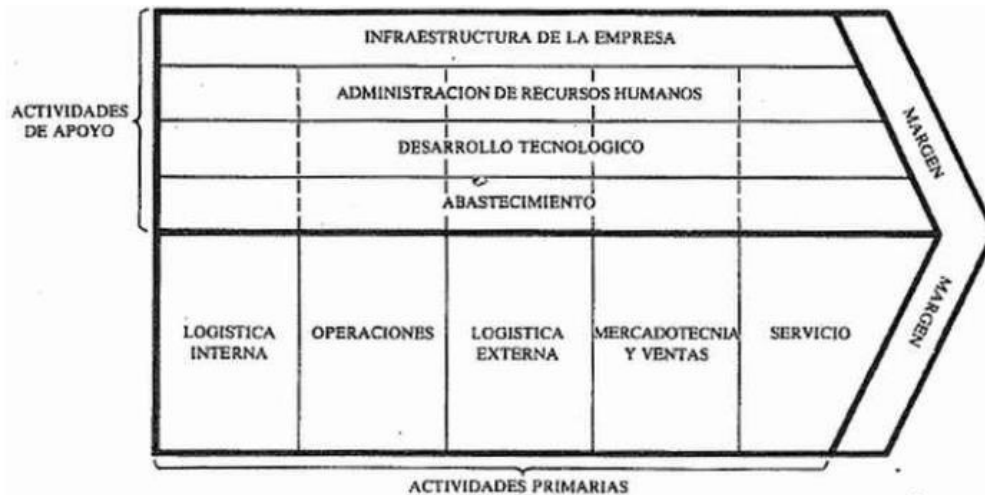 INFRAESTRUCTURA DE LA EMPRESA
ACTIVIDADES
DE APOYO
ADMINISTRACION DE RECURSOS HUMANOS
DESARROLLO TECNOLOGICO
ABASTECIMIENTO
MARGEN
LOGISTICA
INTERNA
OPERACIONES
LOGISTICA
EXTERNA
MERCADOTECNIA
Y VENTAS
SERVICIO
MARGEN
ACTIVIDADES PRIMARIAS